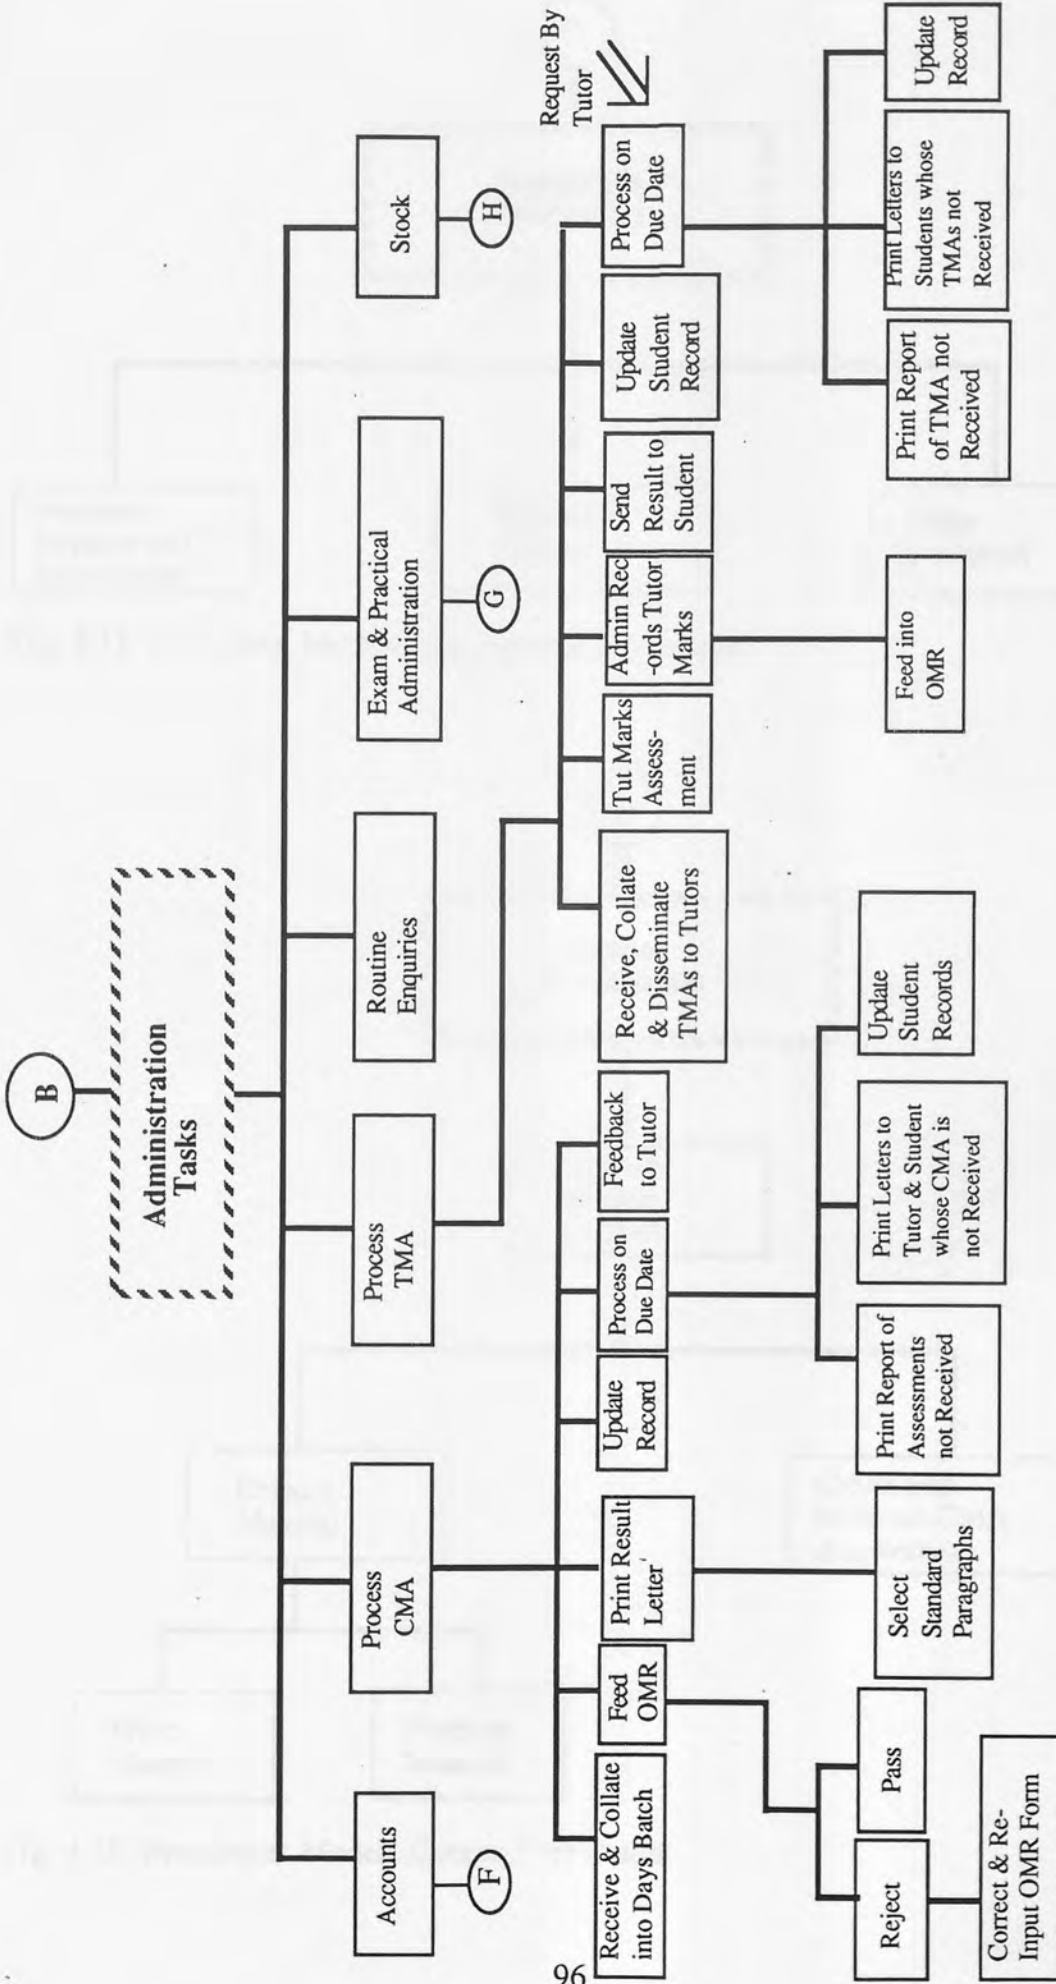 B
Administration
Tasks
Accounts
F
Process
CMA
Process
TMA
Routine
Enquiries
Exam & Practical
Administration
G
Stock
H
Receive & Collate
into Days Batch
Feed
OMR
Print Result
Letter
Update
Record
Process on
Due Date
Feedback
to Tutor
Receive, Collate
& Disseminate
TMAs to Tutors
Tut Marks
Assess-
ment
Admin Rec
-ords Tutor
Marks
Send
Result to
Student
Update
Student
Record
Process on
Due Date
Request By
Tutor
Reject
Pass
Correct & Re-
Input OMR Form
Select
Standard
Paragraphs
Print Report of
Assessments
not Received
Print Letters to
Tutor & Student
whose CMA is
not Received
Update
Student
Records
Feed into
OMR
Print Report
of TMA not
Received
Print Letters to
Students whose
TMAs not
Received
Update
Record
96